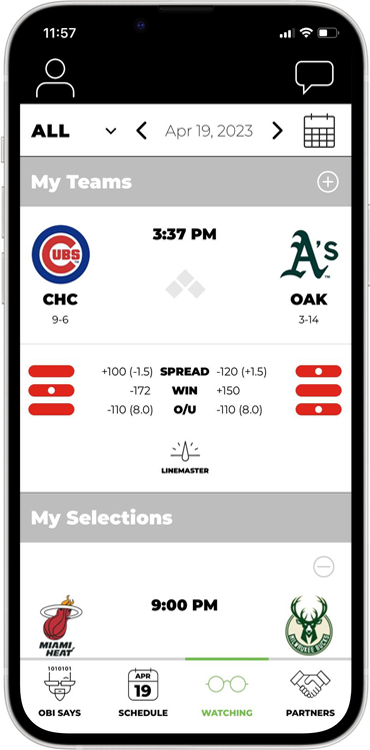 11:57
ALL Apr 19, 2023
My Teams
3:37 PM
CUBS
A's
CHC OAK
9-6 3-14
+100 (-1.5) SPREAD -120 (+1.5)
-172 WIN +150
-110 (8.0) O/U -110 (8.0)
LINEMASTER
My Selections
9:00 PM
MIAMI
HEAT
MILWAUKEE BUCKS
1010101
APR
19
OBI SAYS SCHEDULE WATCHING PARTNERS